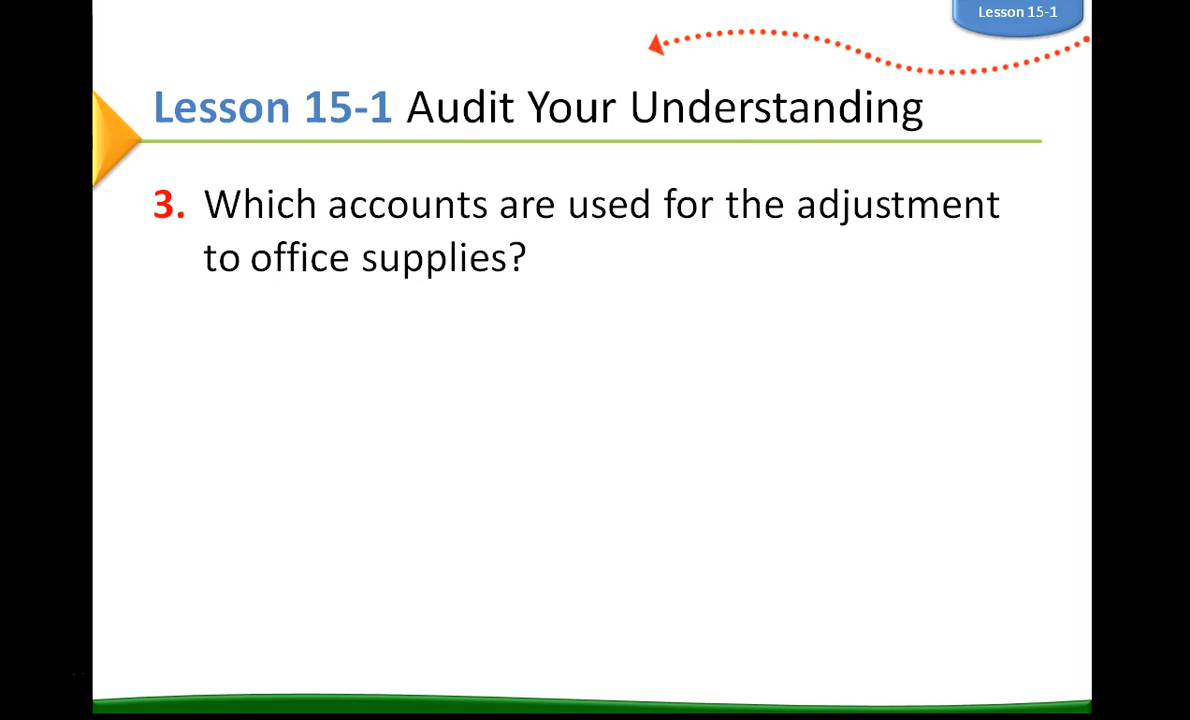 Lesson 15-1
Lesson 15-1 Audit Your Understanding
3. Which accounts are used for the adjustment
to office supplies?